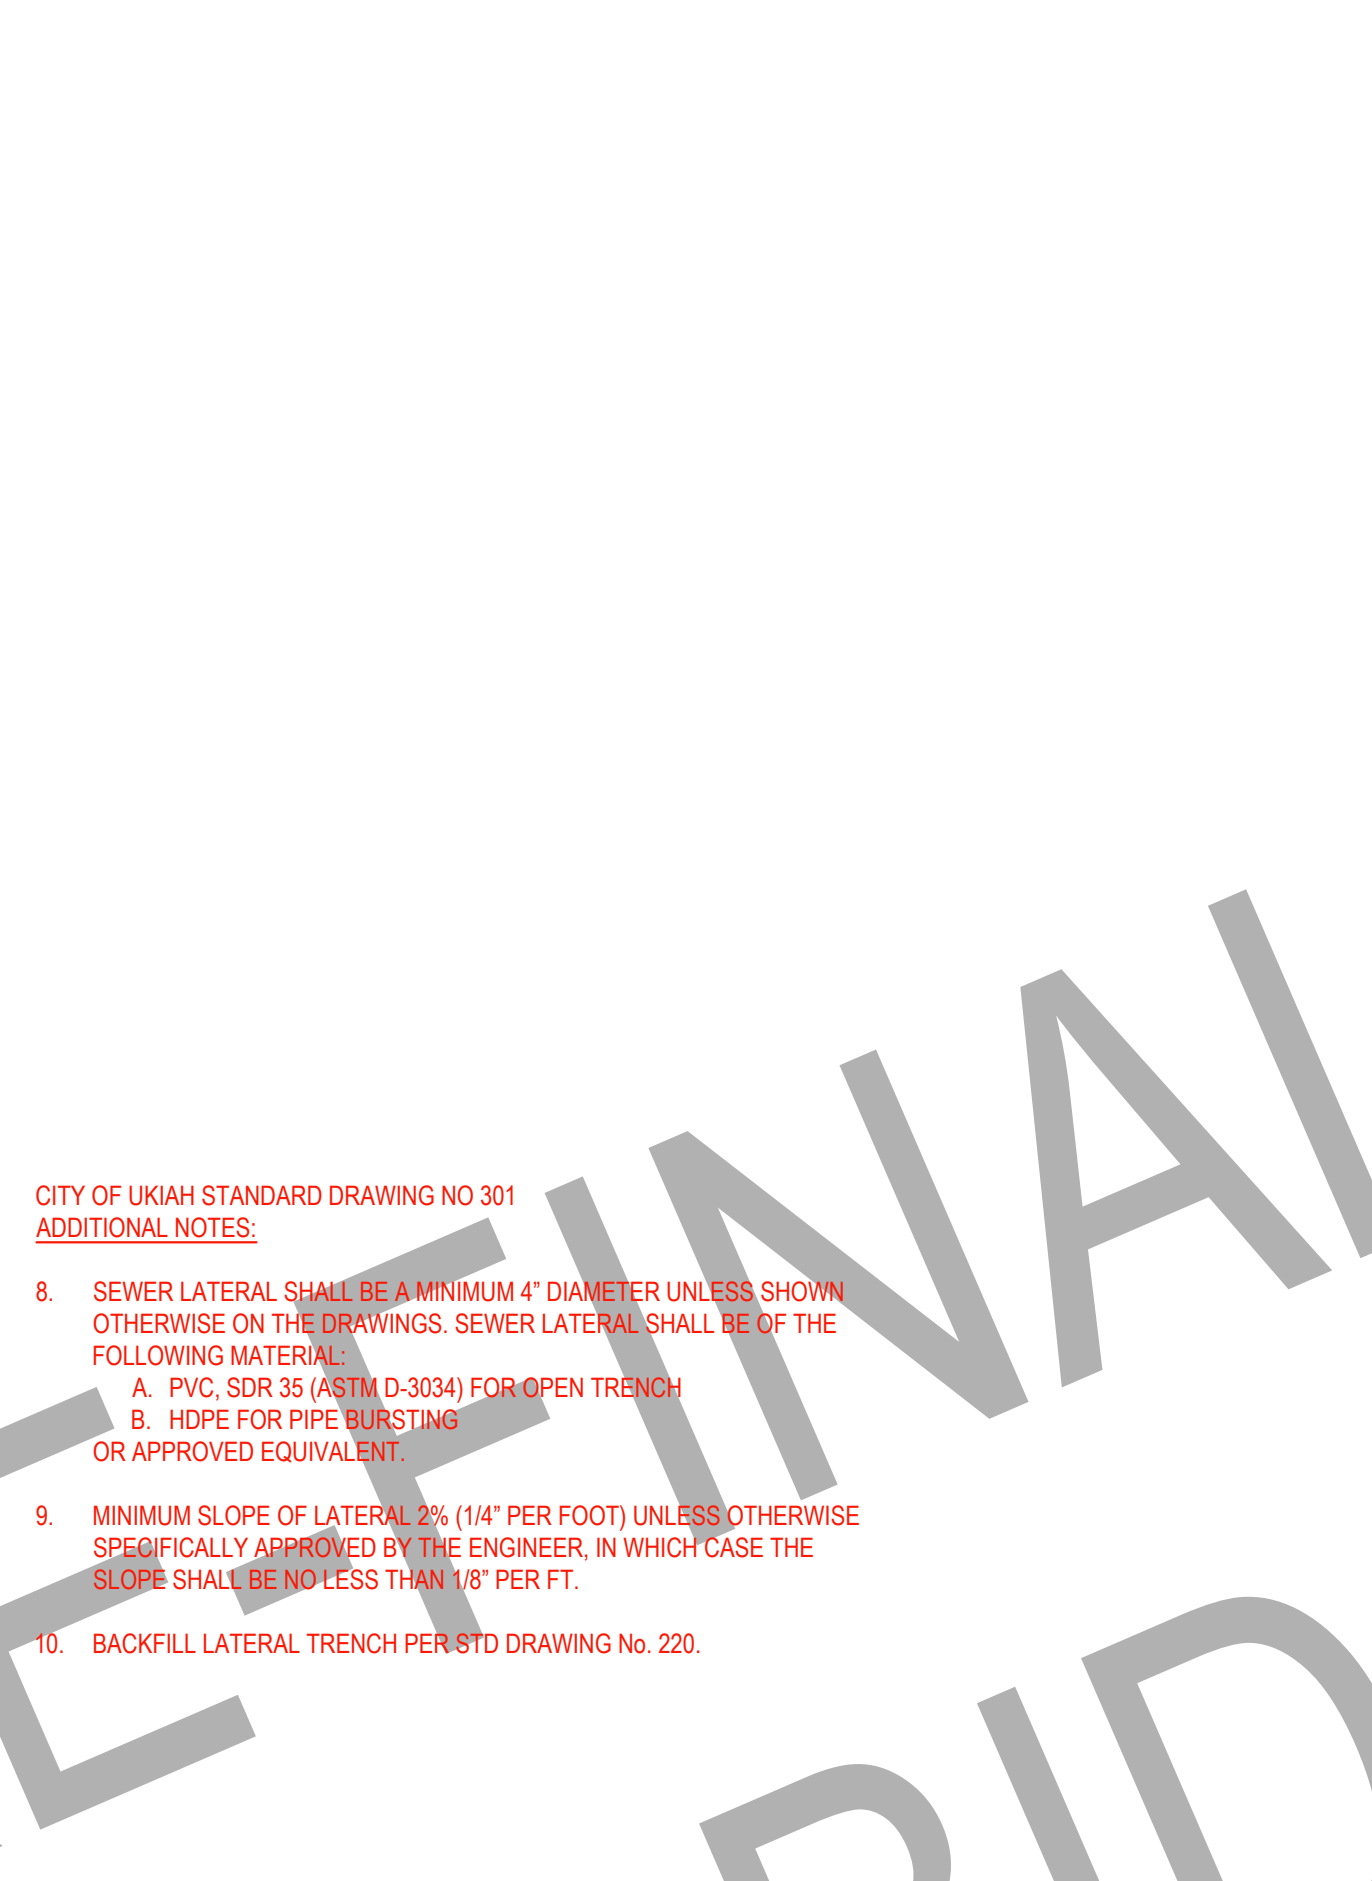 CITY OF UKIAH STANDARD DRAWING NO 301
ADDITIONAL NOTES:
8. SEWER LATERAL SHALL BE A MINIMUM 4” DIAMETER UNLESS SHOWN
OTHERWISE ON THE DRAWINGS. SEWER LATERAL SHALL BE OF THE
FOLLOWING MATERIAL:
A. PVC, SDR 35 (ASTM D-3034) FOR OPEN TRENCH
B. HDPE FOR PIPE BURSTING
OR APPROVED EQUIVALENT.
9. MINIMUM SLOPE OF LATERAL 2% (1/4” PER FOOT) UNLESS OTHERWISE
SPECIFICALLY APPROVED BY THE ENGINEER, IN WHICH CASE THE
SLOPE SHALL BE NO LESS THAN 1/8” PER FT.
10. BACKFILL LATERAL TRENCH PER STD DRAWING No. 220.
E-FINAL
BID